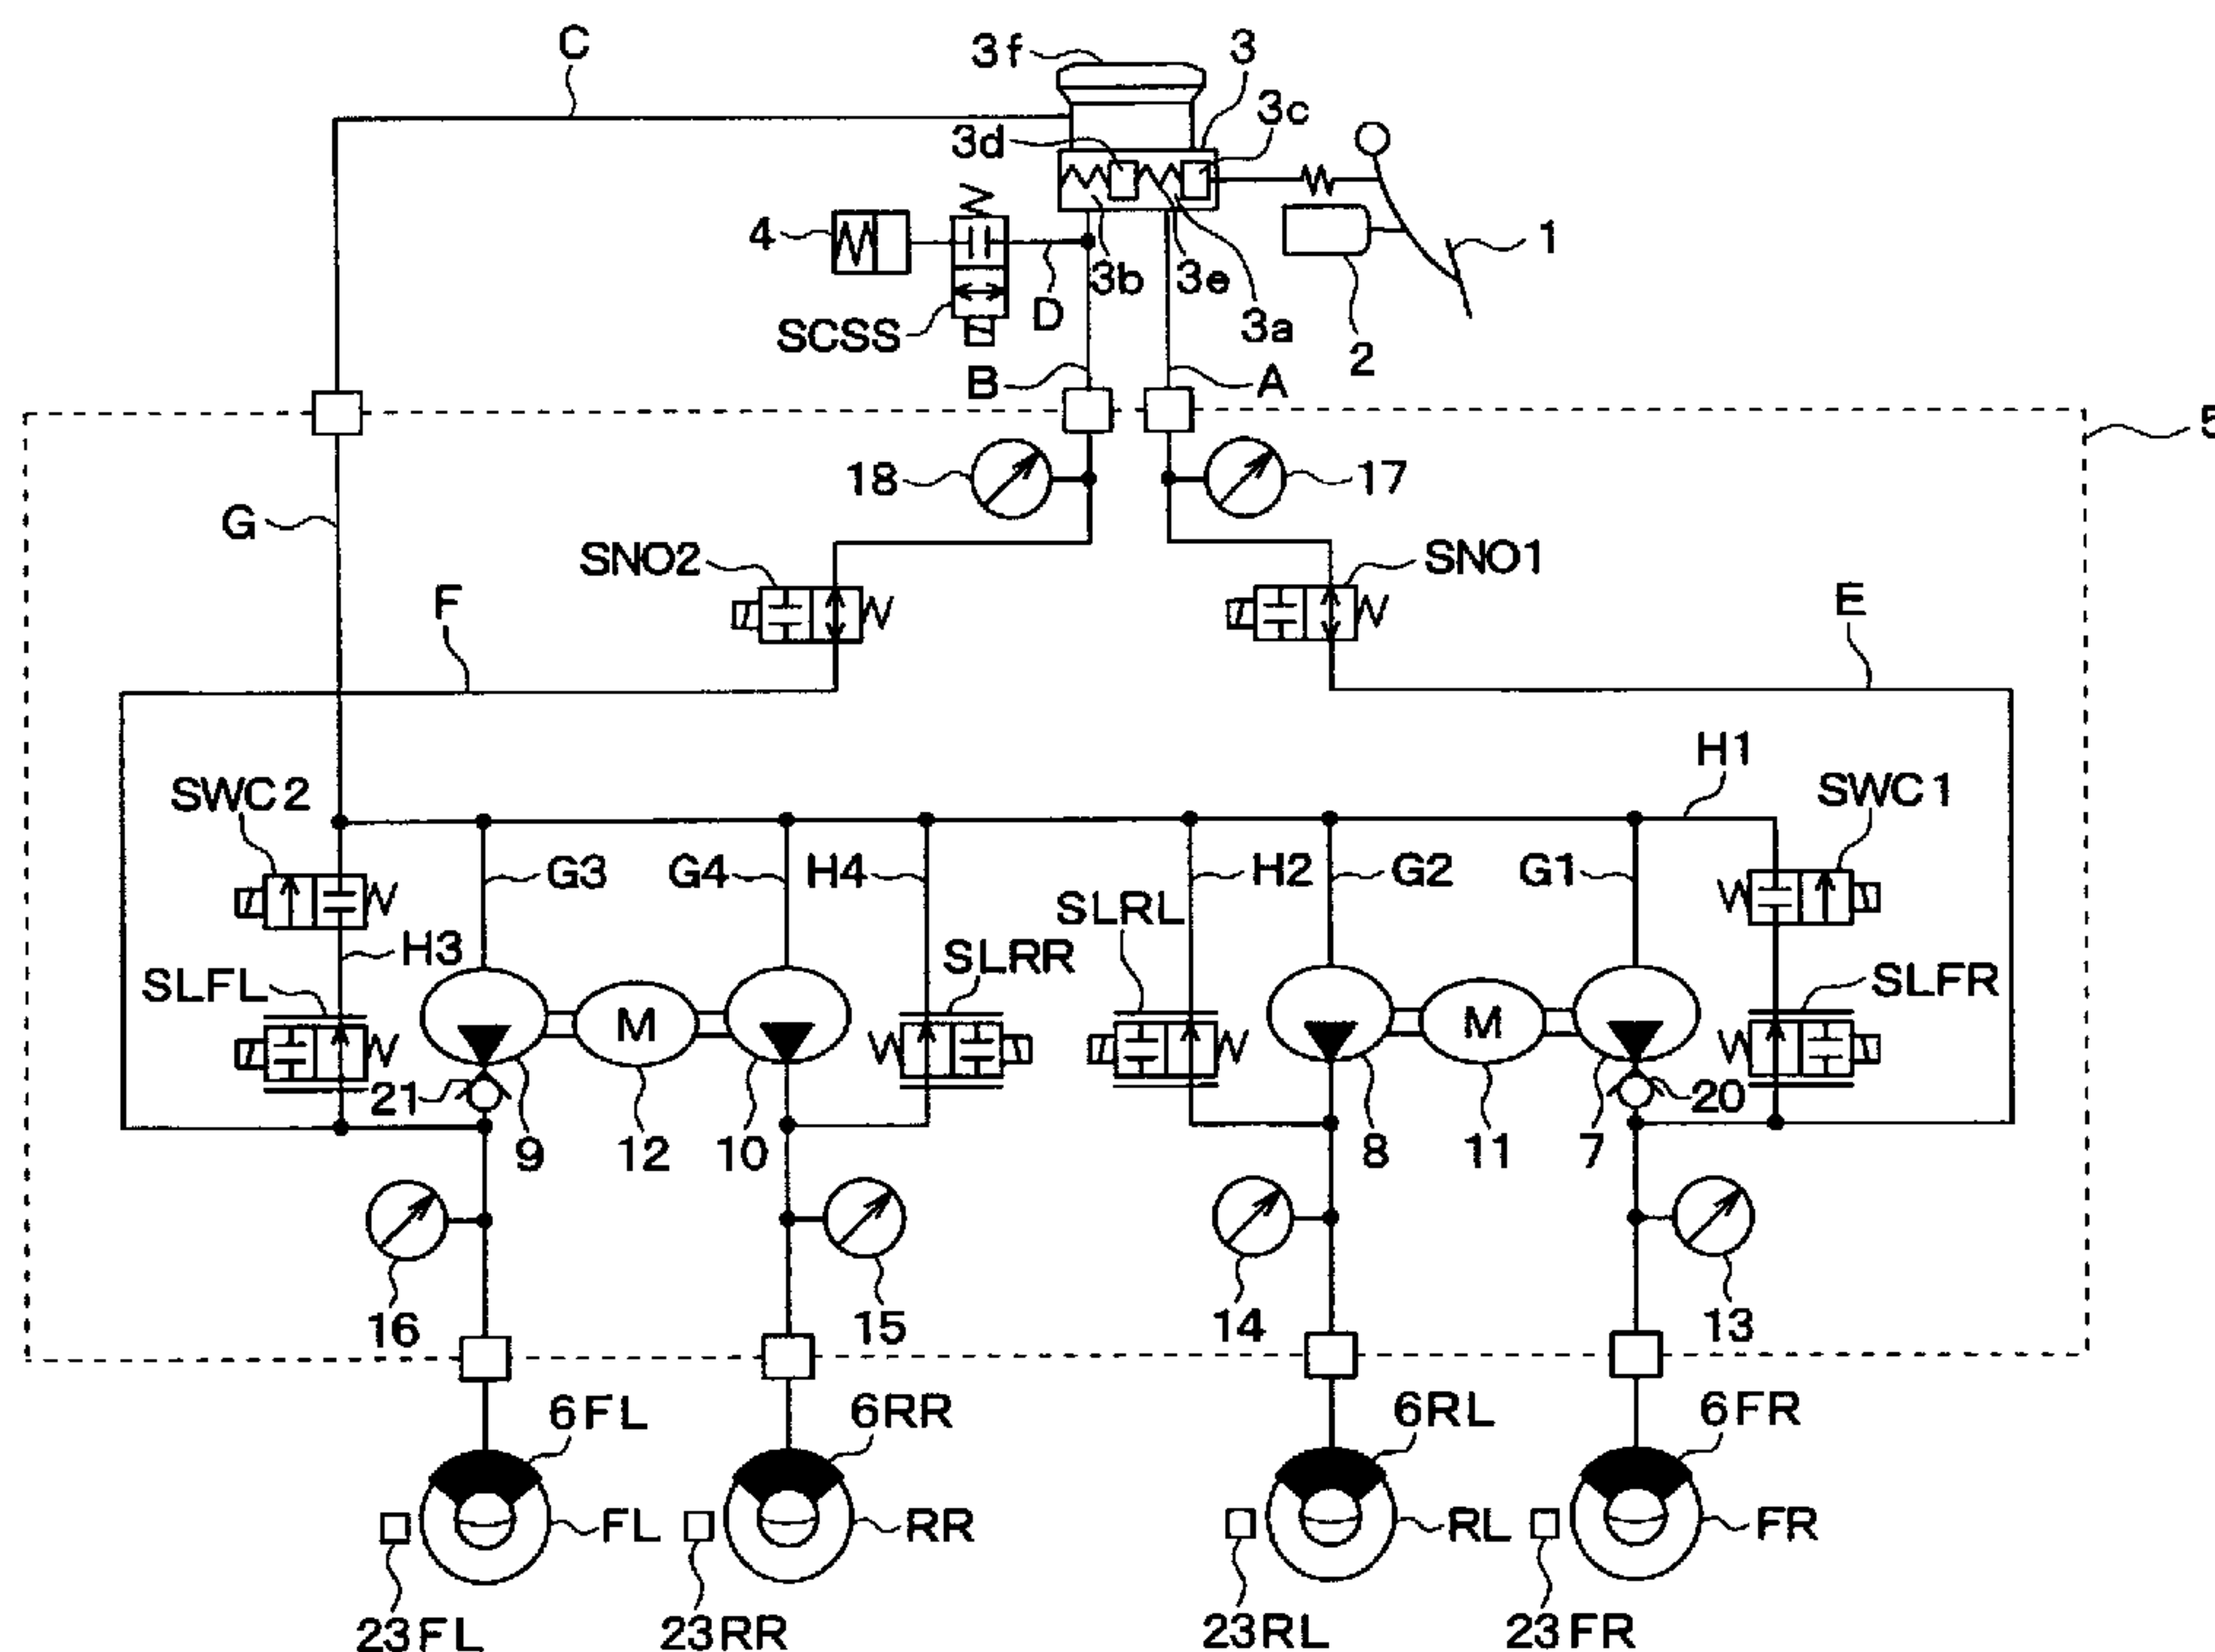 C
3f
3
3c
3d
4
1
3b
3e
D
SCSS
3a
2
B
A
5
18
17
G
SNO2
SNO1
F
E
H1
SWC2
SWC1
G3
G4
H4
H2
G2
G1
SLRL
H3
SLRR
SLFL
SLFR
M
M
21
20
9
12
10
8
11
7
16
15
14
13
6FL
6RR
6RL
6FR
FL
RR
RL
FR
23FL
23RR
23RL
23FR